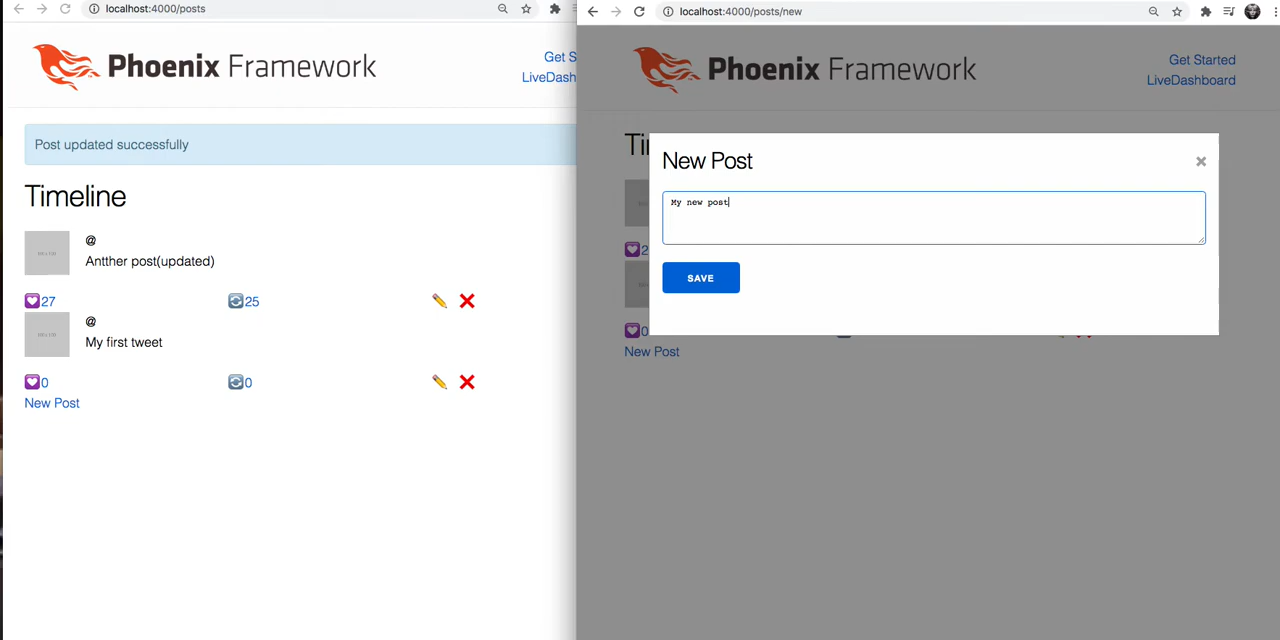 localhost:4000/posts
Phoenix Framework
Get S
LiveDash
Post updated successfully
Timeline
@
Antther post(updated)
27
25
@
My first tweet
0
0
New Post
localhost:4000/posts/new
Phoenix Framework
Get Started
LiveDashboard
Ti
New Post
×
My new post
SAVE
2
0
New Post